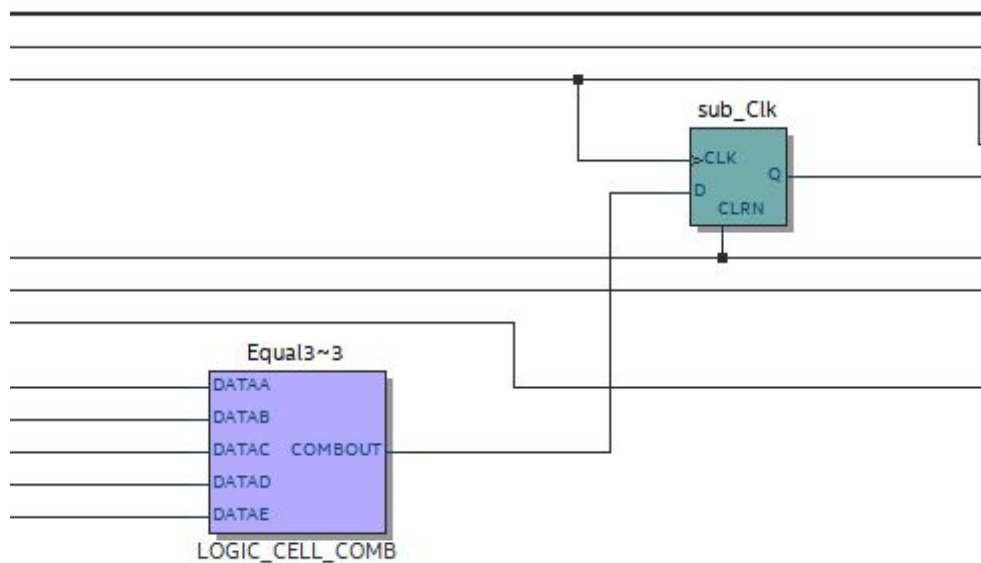 sub_Clk
CLK
Q
D
CLRN
Equal3~3
DATAA
DATAB
DATAC COMBOUT
DATAD
DATAE
LOGIC_CELL_COMB